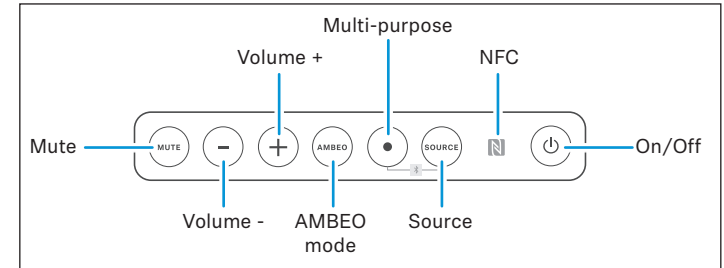 Multi-purpose
Volume +
NFC
Mute
MUTE
−
+
AMBEO
SOURCE
N
On/Off
Volume -
AMBEO
mode
Source